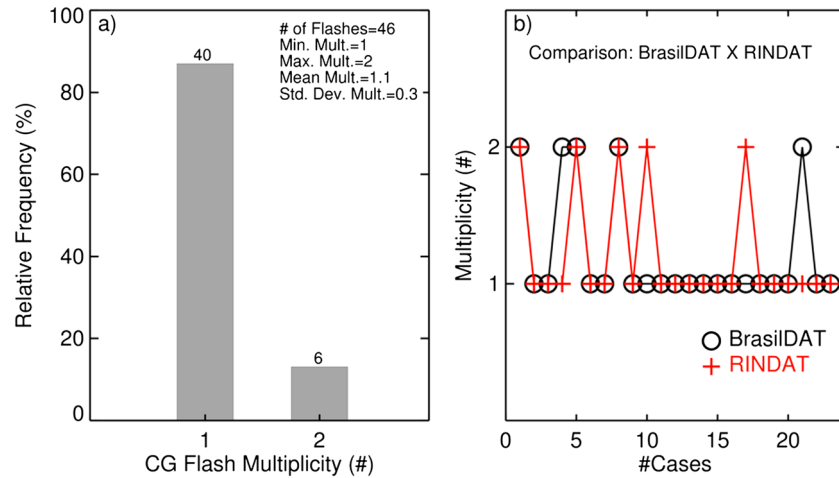 a)
# of Flashes=46
Min. Mult.=1
Max. Mult.=2
Mean Mult.=1.1
Std. Dev. Mult.=0.3
40
6
100
80
60
40
20
0
Relative Frequency (%)
1 2
CG Flash Multiplicity (#)
b)
Comparison: BrasilDAT X RINDAT
2
1
Multiplicity (#)
BrasilDAT
RINDAT
0 5 10 15 20
#Cases